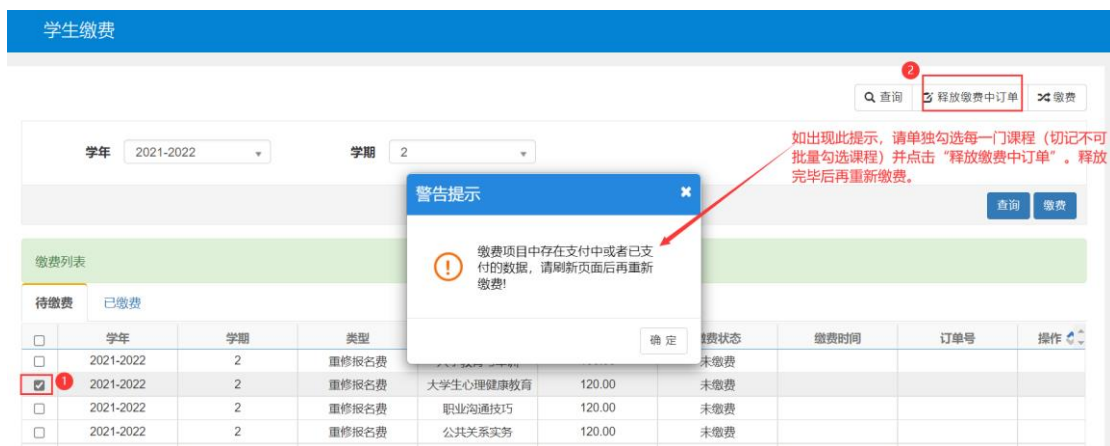 学生缴费
2
查询 释放缴费中订单 缴费
如出现此提示，请单独勾选每一门课程（切记不可
批量勾选课程）并点击“释放缴费中订单”。释放
完毕后再重新缴费。
学年 2021-2022 学期 2
警告提示
查询 缴费
缴费项目中存在支付中或者已支
付的数据，请刷新页面后再重新
缴费!
确 定
缴费列表
待缴费 已缴费
学年 学期 类型 缴费状态 缴费时间 订单号 操作
2021-2022 2 重修报名费 未缴费
1 2021-2022 2 重修报名费 大学生心理健康教育 120.00 未缴费
2021-2022 2 重修报名费 职业沟通技巧 120.00 未缴费
2021-2022 2 重修报名费 公共关系实务 120.00 未缴费